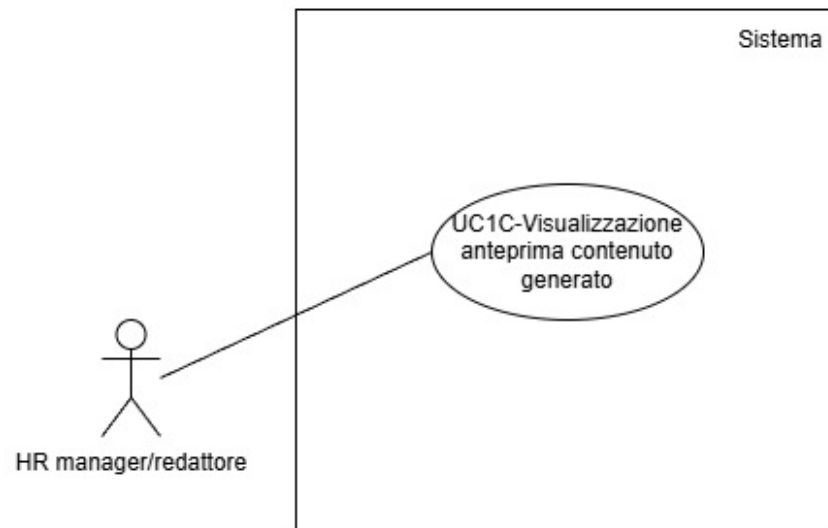 Sistema
UC1C-Visualizzazione
anteprima contenuto
generato
HR manager/redattore